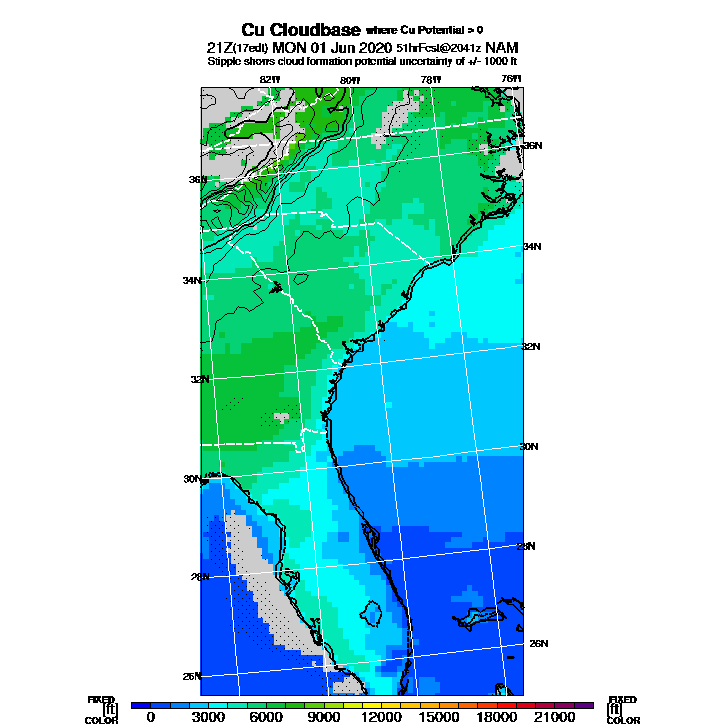 Cu Cloudbase where Cu Potential > 0
21Z(17edt) MON 01 Jun 2020 51hrFcst@2041z NAM
Stipple shows cloud formation potential uncertainty of +/- 1000 ft
82W 80W 78W 76W
36N
36N
34N
34N
32N
32N
30N
30N
28N
28N
26N
26N
FIXED FIXED
[ft] 0 3000 6000 9000 12000 15000 18000 21000 [ft]
COLOR COLOR